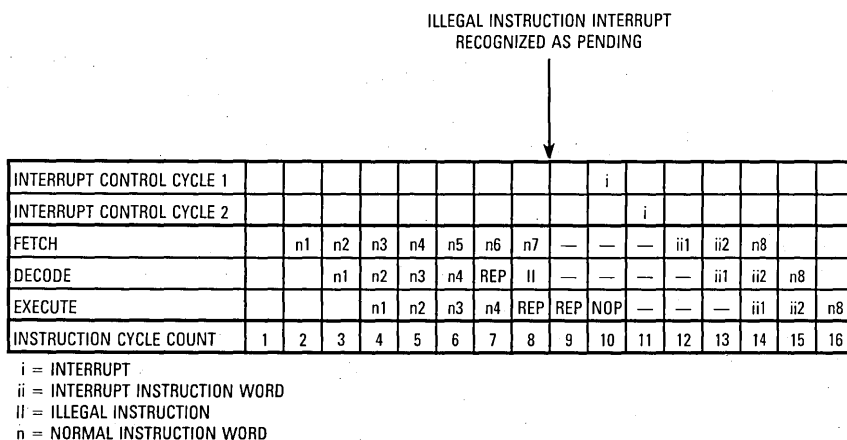 ILLEGAL INSTRUCTION INTERRUPT
RECOGNIZED AS PENDING
INTERRUPT CONTROL CYCLE 1 i
INTERRUPT CONTROL CYCLE 2 i
FETCH n1 n2 n3 n4 n5 n6 n7 — — — ii1 ii2 n8
DECODE n1 n2 n3 n4 REP II — — — — ii1 ii2 n8
EXECUTE n1 n2 n3 n4 REP REP NOP — — — ii1 ii2 n8
INSTRUCTION CYCLE COUNT 1 2 3 4 5 6 7 8 9 10 11 12 13 14 15 16
i = INTERRUPT
ii = INTERRUPT INSTRUCTION WORD
II = ILLEGAL INSTRUCTION
n = NORMAL INSTRUCTION WORD